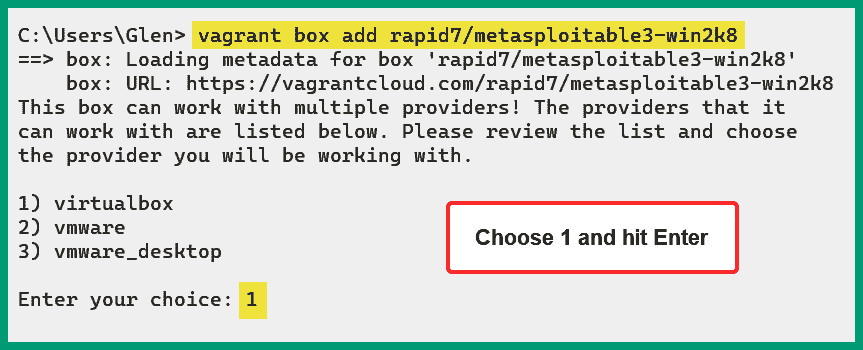 C:\Users\Glen> vagrant box add rapid7/metasploitable3-win2k8
==> box: Loading metadata for box 'rapid7/metasploitable3-win2k8'
    box: URL: https://vagrantcloud.com/rapid7/metasploitable3-win2k8
This box can work with multiple providers! The providers that it
can work with are listed below. Please review the list and choose
the provider you will be working with.
1) virtualbox
2) vmware
3) vmware_desktop
Choose 1 and hit Enter
Enter your choice: 1